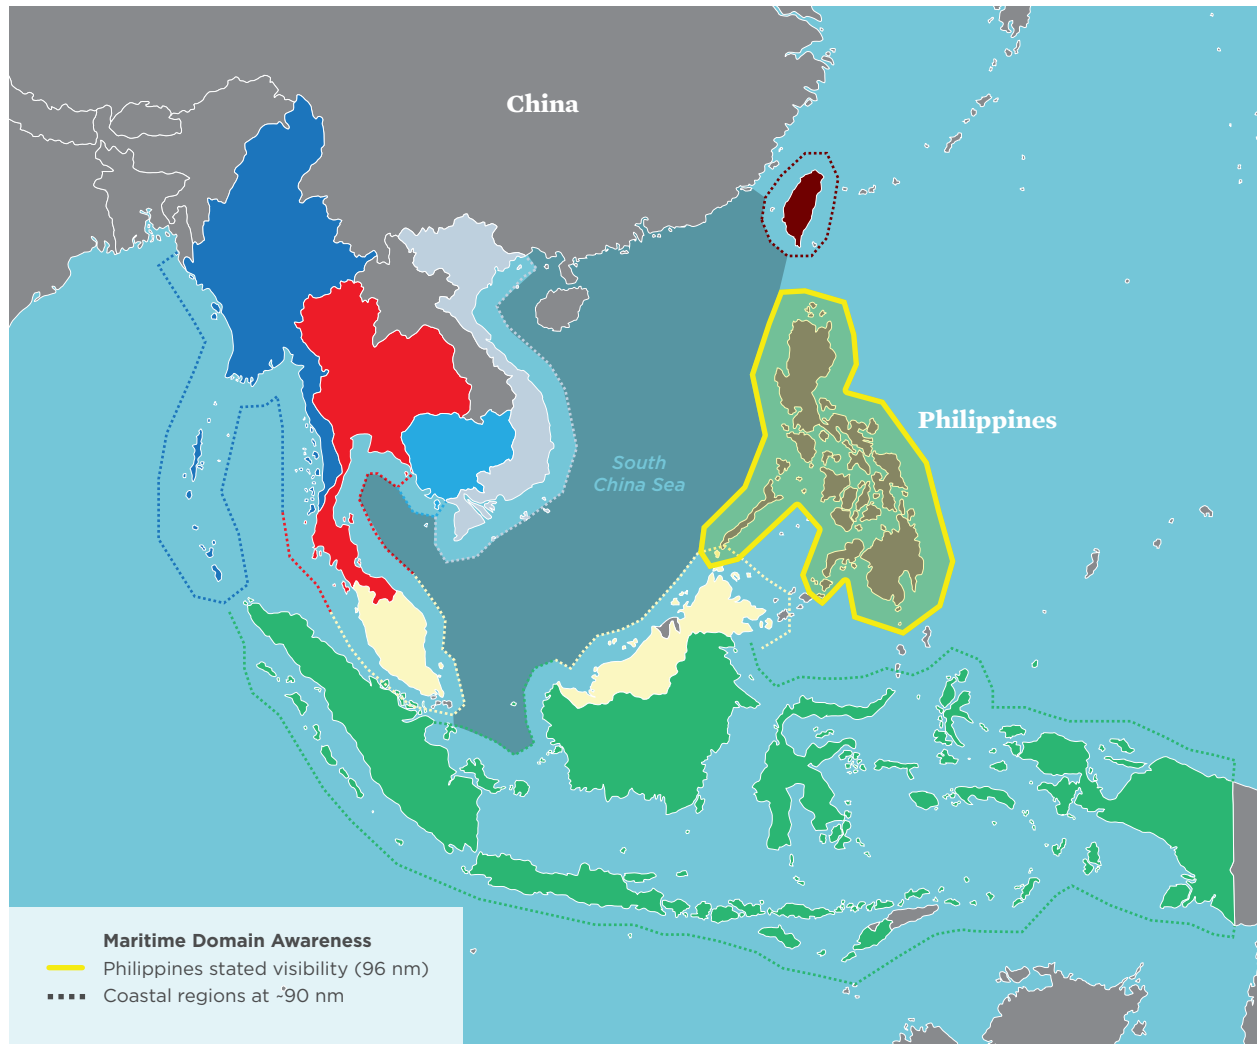 China
Philippines
South
China Sea
Maritime Domain Awareness
Philippines stated visibility (96 nm)
Coastal regions at ~90 nm